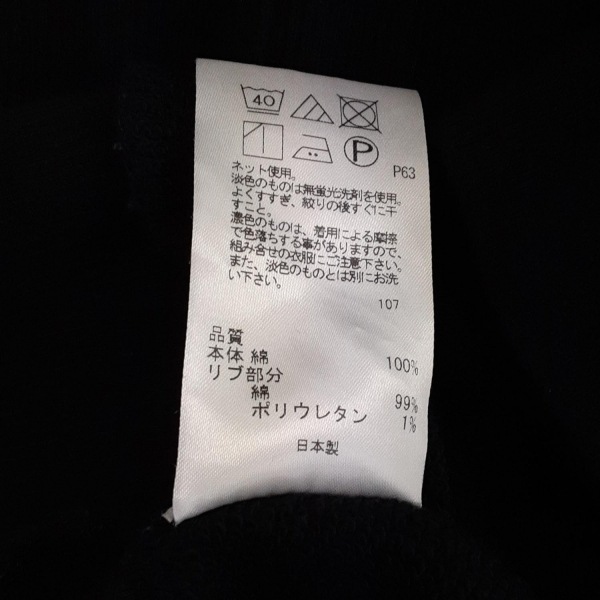 40
P
P63
ネット使用。
淡色のものは無蛍光洗剤を使用。
よくすすぎ、絞りの後すぐに干
すこと。
濃色のものは、着用による摩擦
で色落ちする事がありますので、
組み合せの衣服にご注意下さい。
また、淡色のものとは別にお洗
い下さい。
107
品質
本体 綿 100%
リブ部分
綿 99%
ポリウレタン 1%
日本製